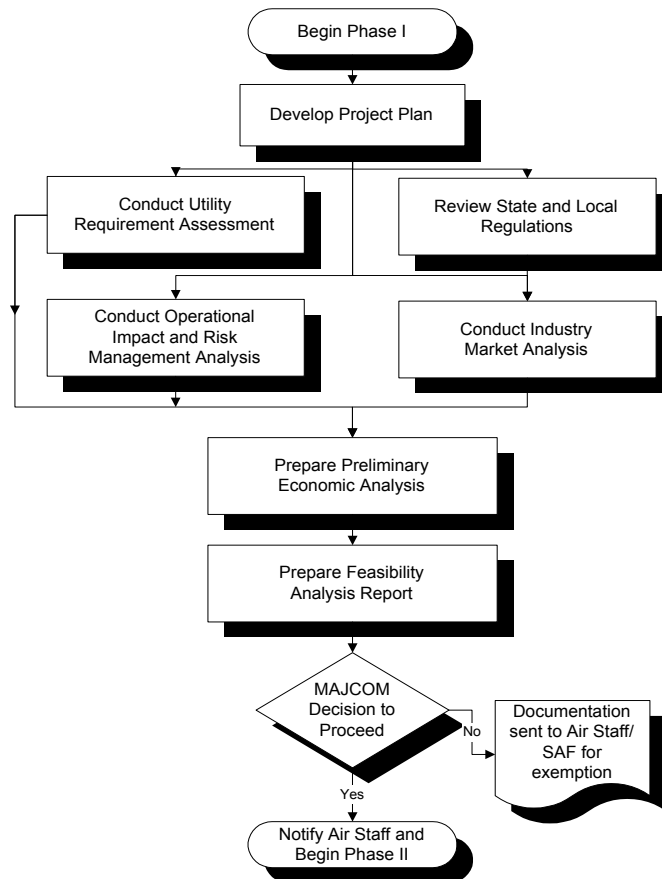 Begin Phase I
Develop Project Plan
Conduct Utility
Requirement Assessment
Review State and Local
Regulations
Conduct Operational
Impact and Risk
Management Analysis
Conduct Industry
Market Analysis
Prepare Preliminary
Economic Analysis
Prepare Feasibility
Analysis Report
MAJCOM
Decision to
Proceed
No
Documentation
sent to Air Staff/
SAF for
exemption
Yes
Notify Air Staff and
Begin Phase II